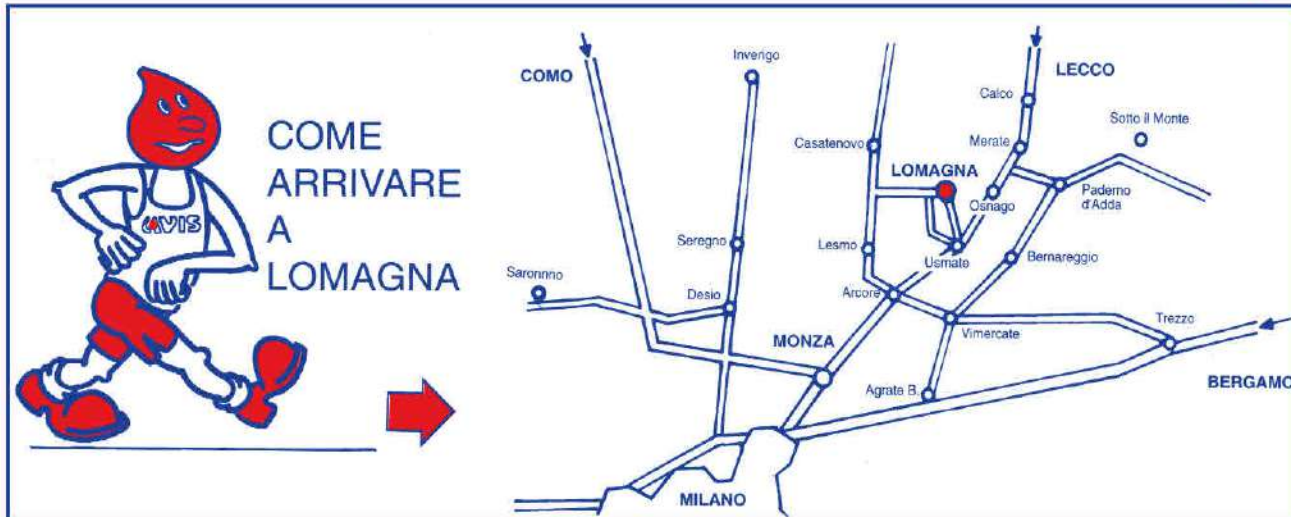 COME
ARRIVARE
A
LOMAGNA
AVIS
COMO
Inverigo
LECCO
Calco
Sotto il Monte
Casatenovo
Merate
LOMAGNA
Osnago
Paderno
d'Adda
Seregno
Lesmo
Usmate
Bernareggio
Saronnno
Desio
Arcore
Trezzo
MONZA
Vimercate
Agrate B.
BERGAMO
MILANO